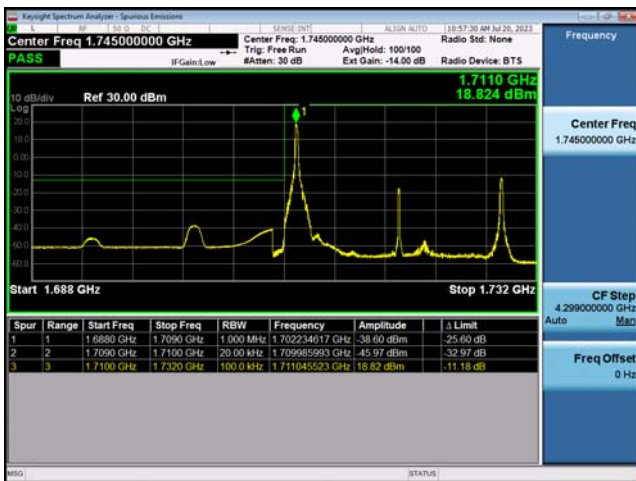 Keysight Spectrum Analyzer - Spurious Emissions
L RF 50 Ω DC SENSE:INT ALIGN AUTO 10:57:30 AM Jul 20, 2023
Center Freq 1.745000000 GHz
Center Freq: 1.745000000 GHz
Radio Std: None
Trig: Free Run
Avg|Hold: 100/100
PASS
IFGain:Low
#Atten: 30 dB
Ext Gain: -14.00 dB
Radio Device: BTS
1.7110 GHz
18.824 dBm
10 dB/div
Ref 30.00 dBm
Log
1
20.0
10.0
0.00
-10.0
-20.0
-30.0
-40.0
-50.0
-60.0
Start 1.688 GHz
Stop 1.732 GHz
Spur Range Start Freq Stop Freq RBW Frequency Amplitude Δ Limit
1 1 1.6880 GHz 1.7090 GHz 1.000 MHz 1.702234617 GHz -38.60 dBm -25.60 dB
2 2 1.7090 GHz 1.7100 GHz 20.00 kHz 1.709985993 GHz -45.97 dBm -32.97 dB
3 3 1.7100 GHz 1.7320 GHz 100.0 kHz 1.711045523 GHz 18.82 dBm -11.18 dB
MSG
STATUS
Frequency
Center Freq
1.745000000 GHz
CF Step
4.299000000 GHz
Auto Man
Freq Offset
0 Hz